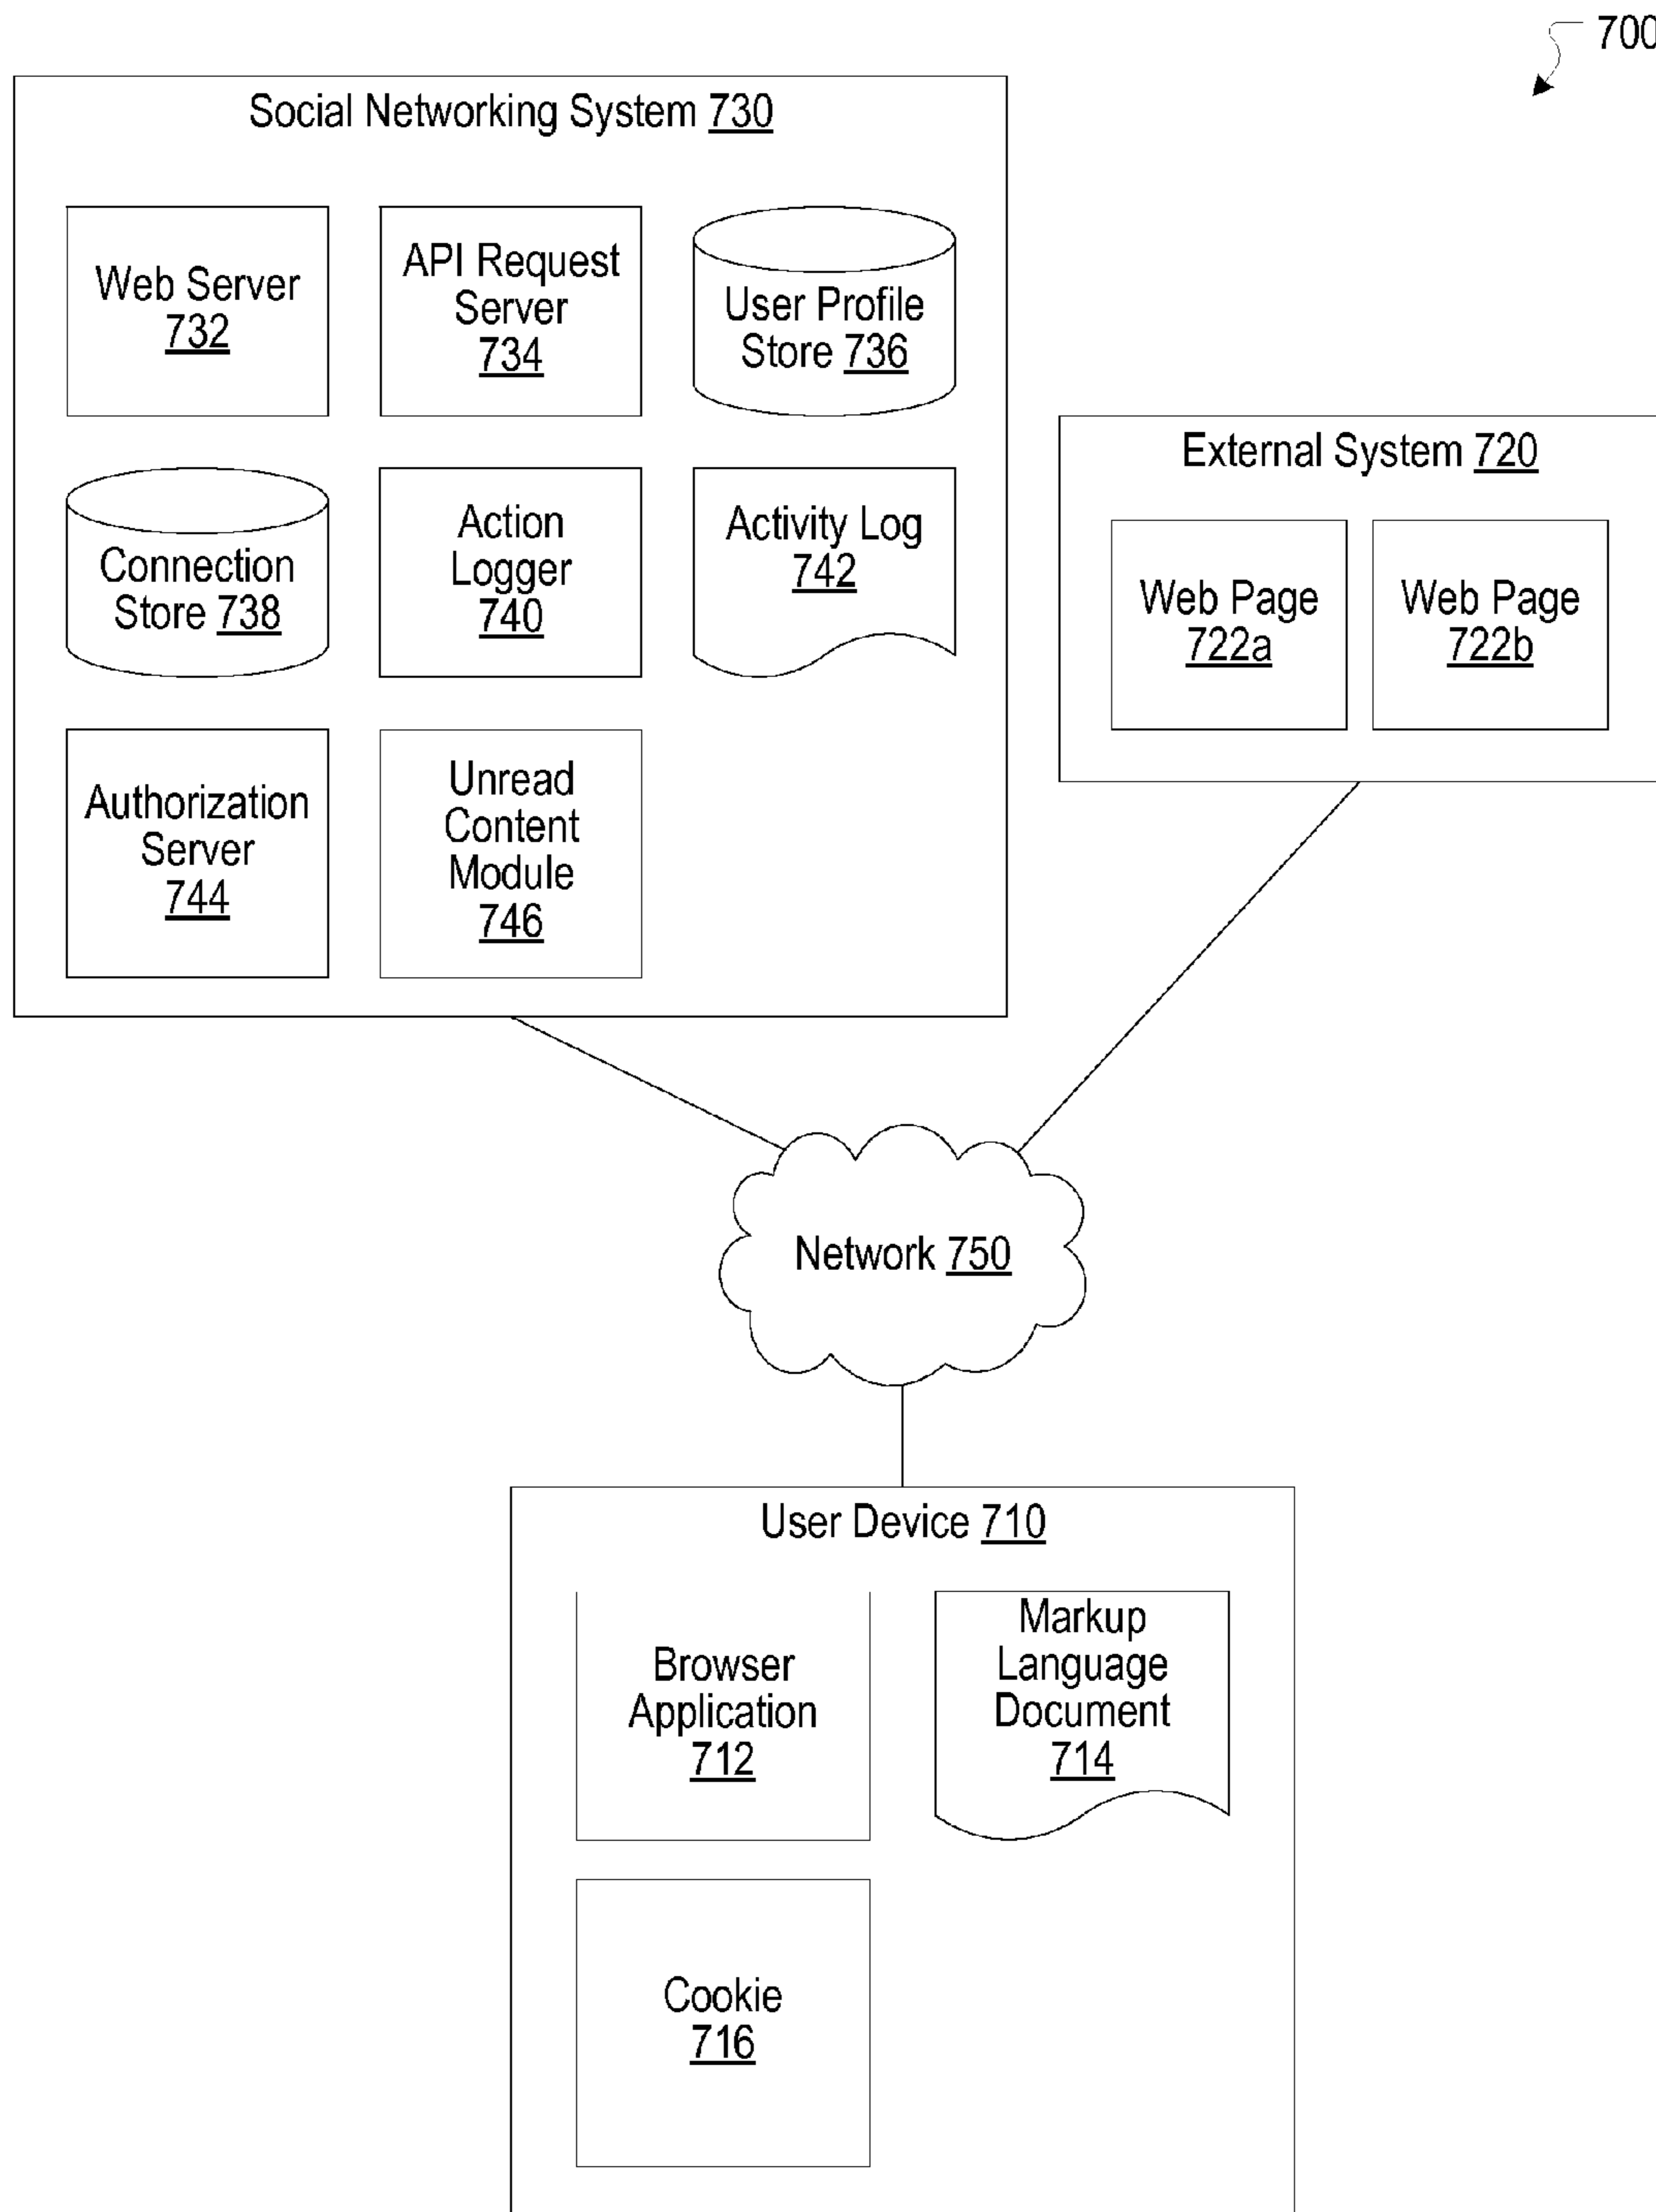 700
Social Networking System 730
Web Server
732
API Request
Server
734
User Profile
Store 736
Connection
Store 738
Action
Logger
740
Activity Log
742
Authorization
Server
744
Unread
Content
Module
746
External System 720
Web Page
722a
Web Page
722b
Network 750
User Device 710
Browser
Application
712
Markup
Language
Document
714
Cookie
716